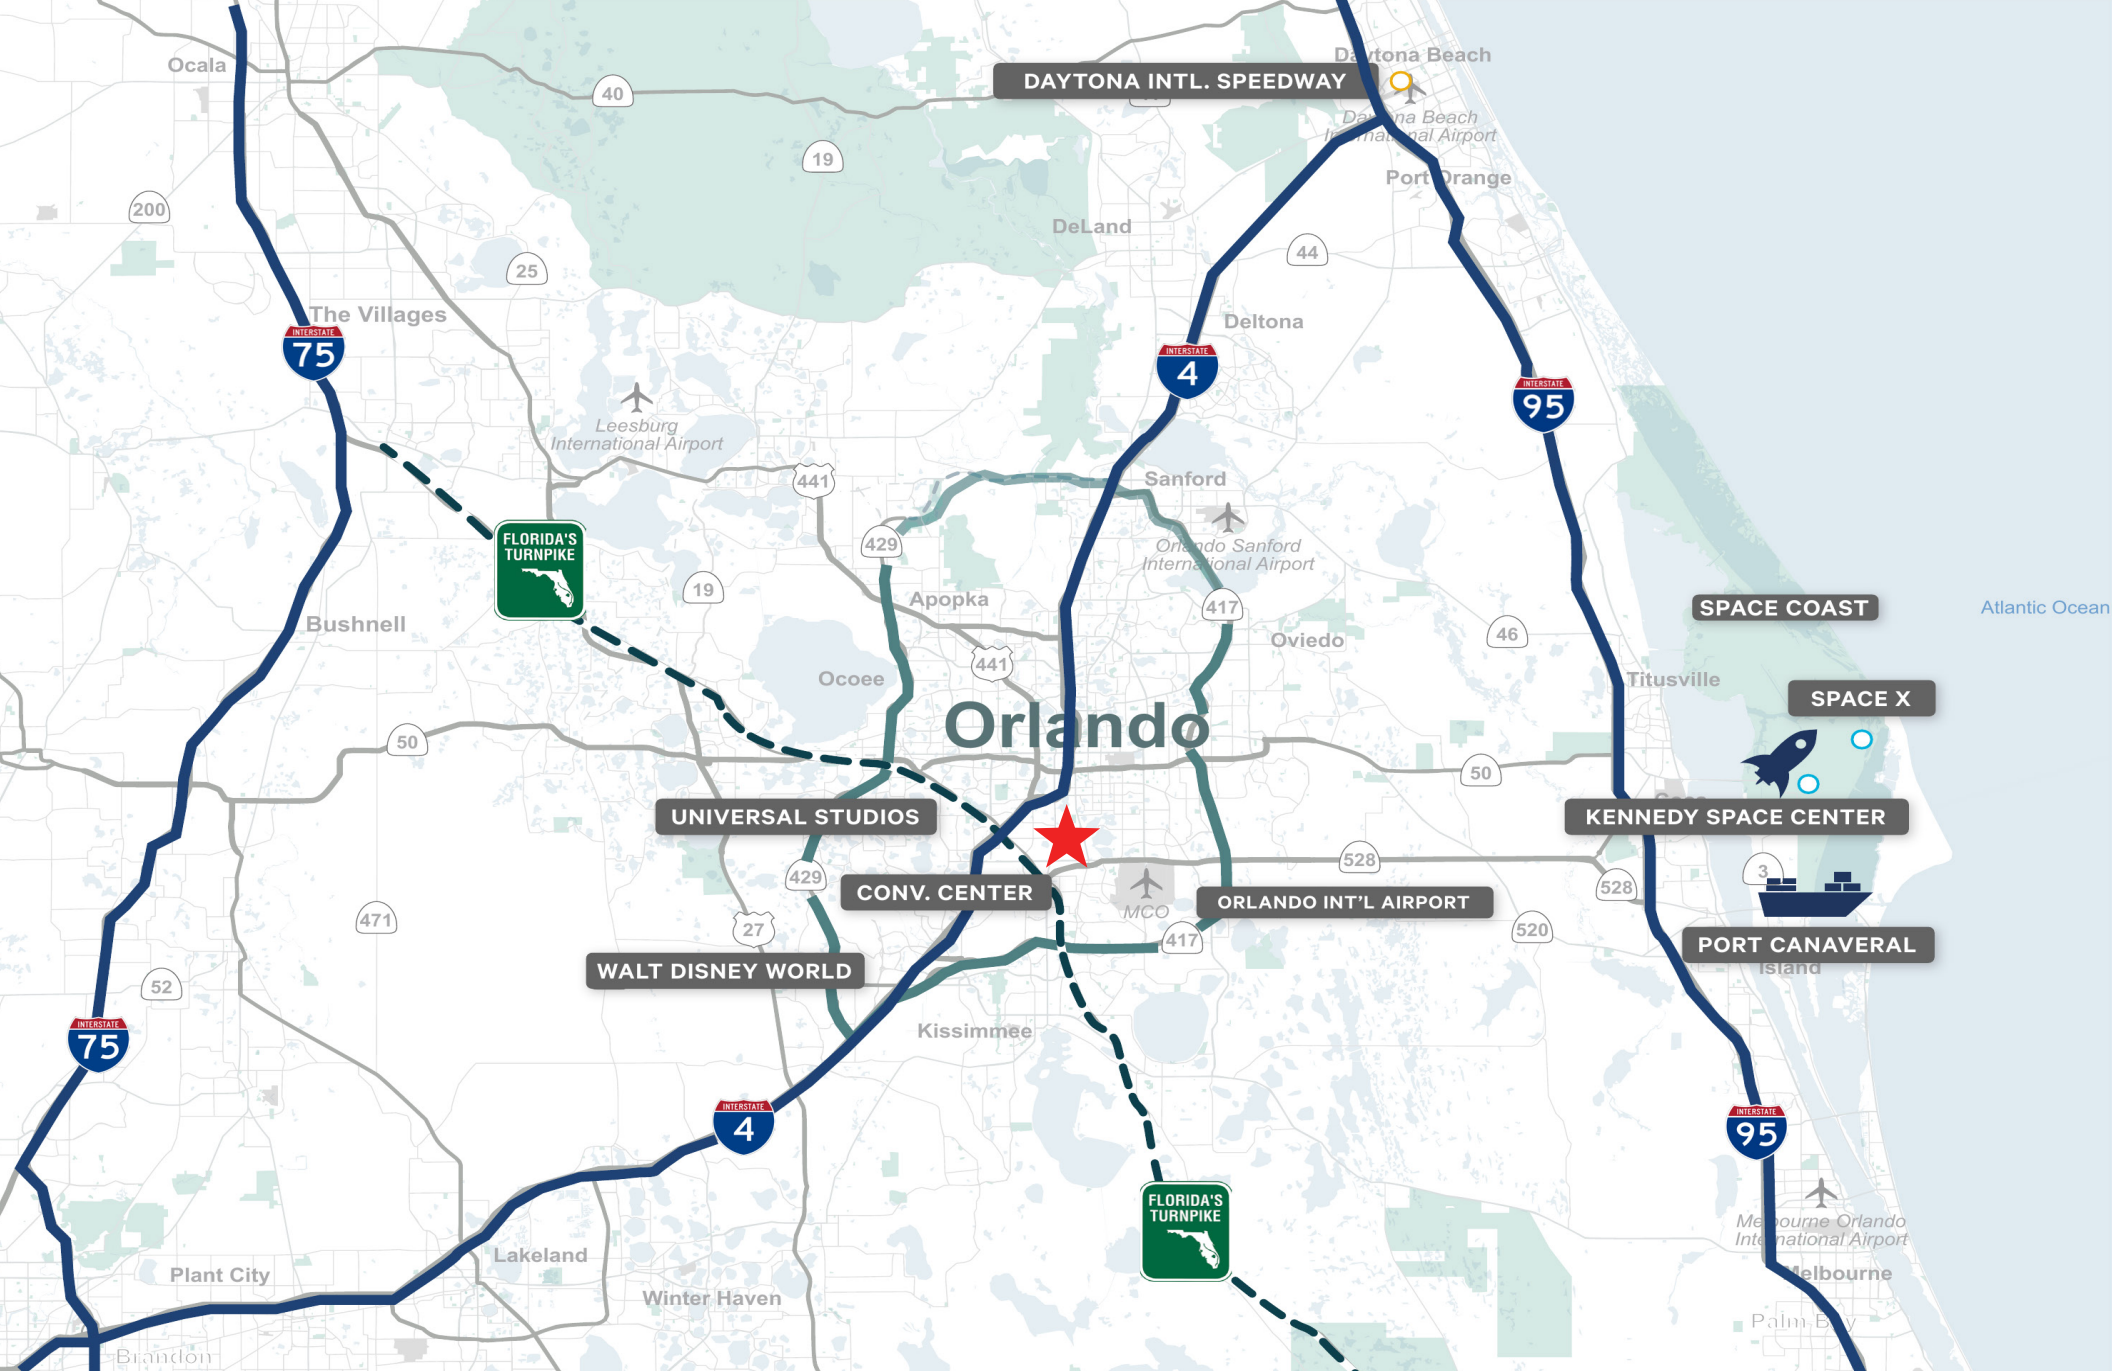 Ocala
Daytona Beach
DAYTONA INTL. SPEEDWAY
40
Daytona Beach
International Airport
19
Port Orange
200
DeLand
44
25
The Villages
Deltona
INTERSTATE
75
INTERSTATE
4
INTERSTATE
95
Leesburg
International Airport
441
Sanford
429
FLORIDA'S
TURNPIKE
Orlando Sanford
International Airport
19
Apopka
417
SPACE COAST
Atlantic Ocean
Bushnell
46
Oviedo
441
Ocoee
Titusville
SPACE X
Orlando
50
50
UNIVERSAL STUDIOS
KENNEDY SPACE CENTER
528
3
429
528
CONV. CENTER
ORLANDO INT'L AIRPORT
MCO
471
27
520
417
PORT CANAVERAL
Island
WALT DISNEY WORLD
52
Kissimmee
INTERSTATE
75
INTERSTATE
4
INTERSTATE
95
FLORIDA'S
TURNPIKE
Melbourne Orlando
International Airport
Lakeland
Plant City
Melbourne
Winter Haven
Palm Bay
Brandon